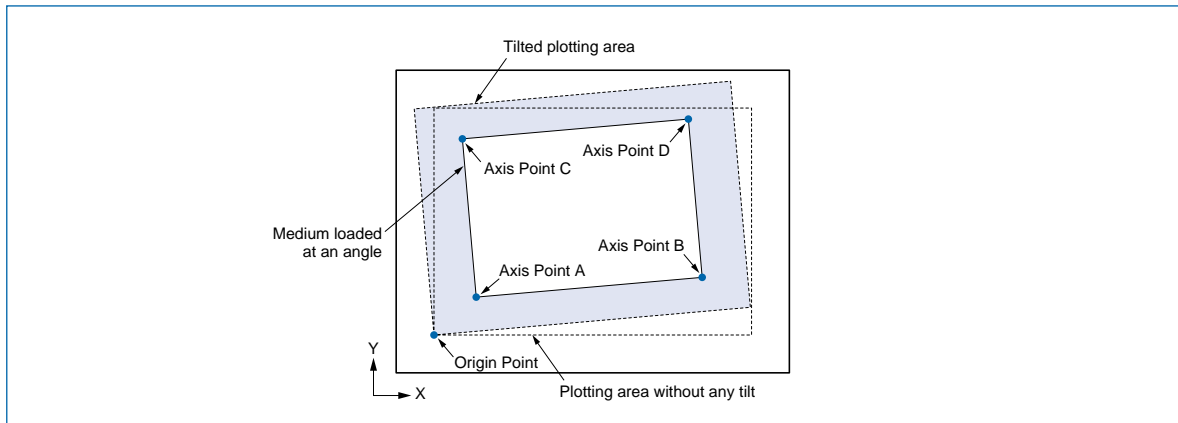 Tilted plotting area
Axis Point C
Axis Point D
Medium loaded
at an angle
Axis Point B
Axis Point A
Y
Origin Point
X
Plotting area without any tilt